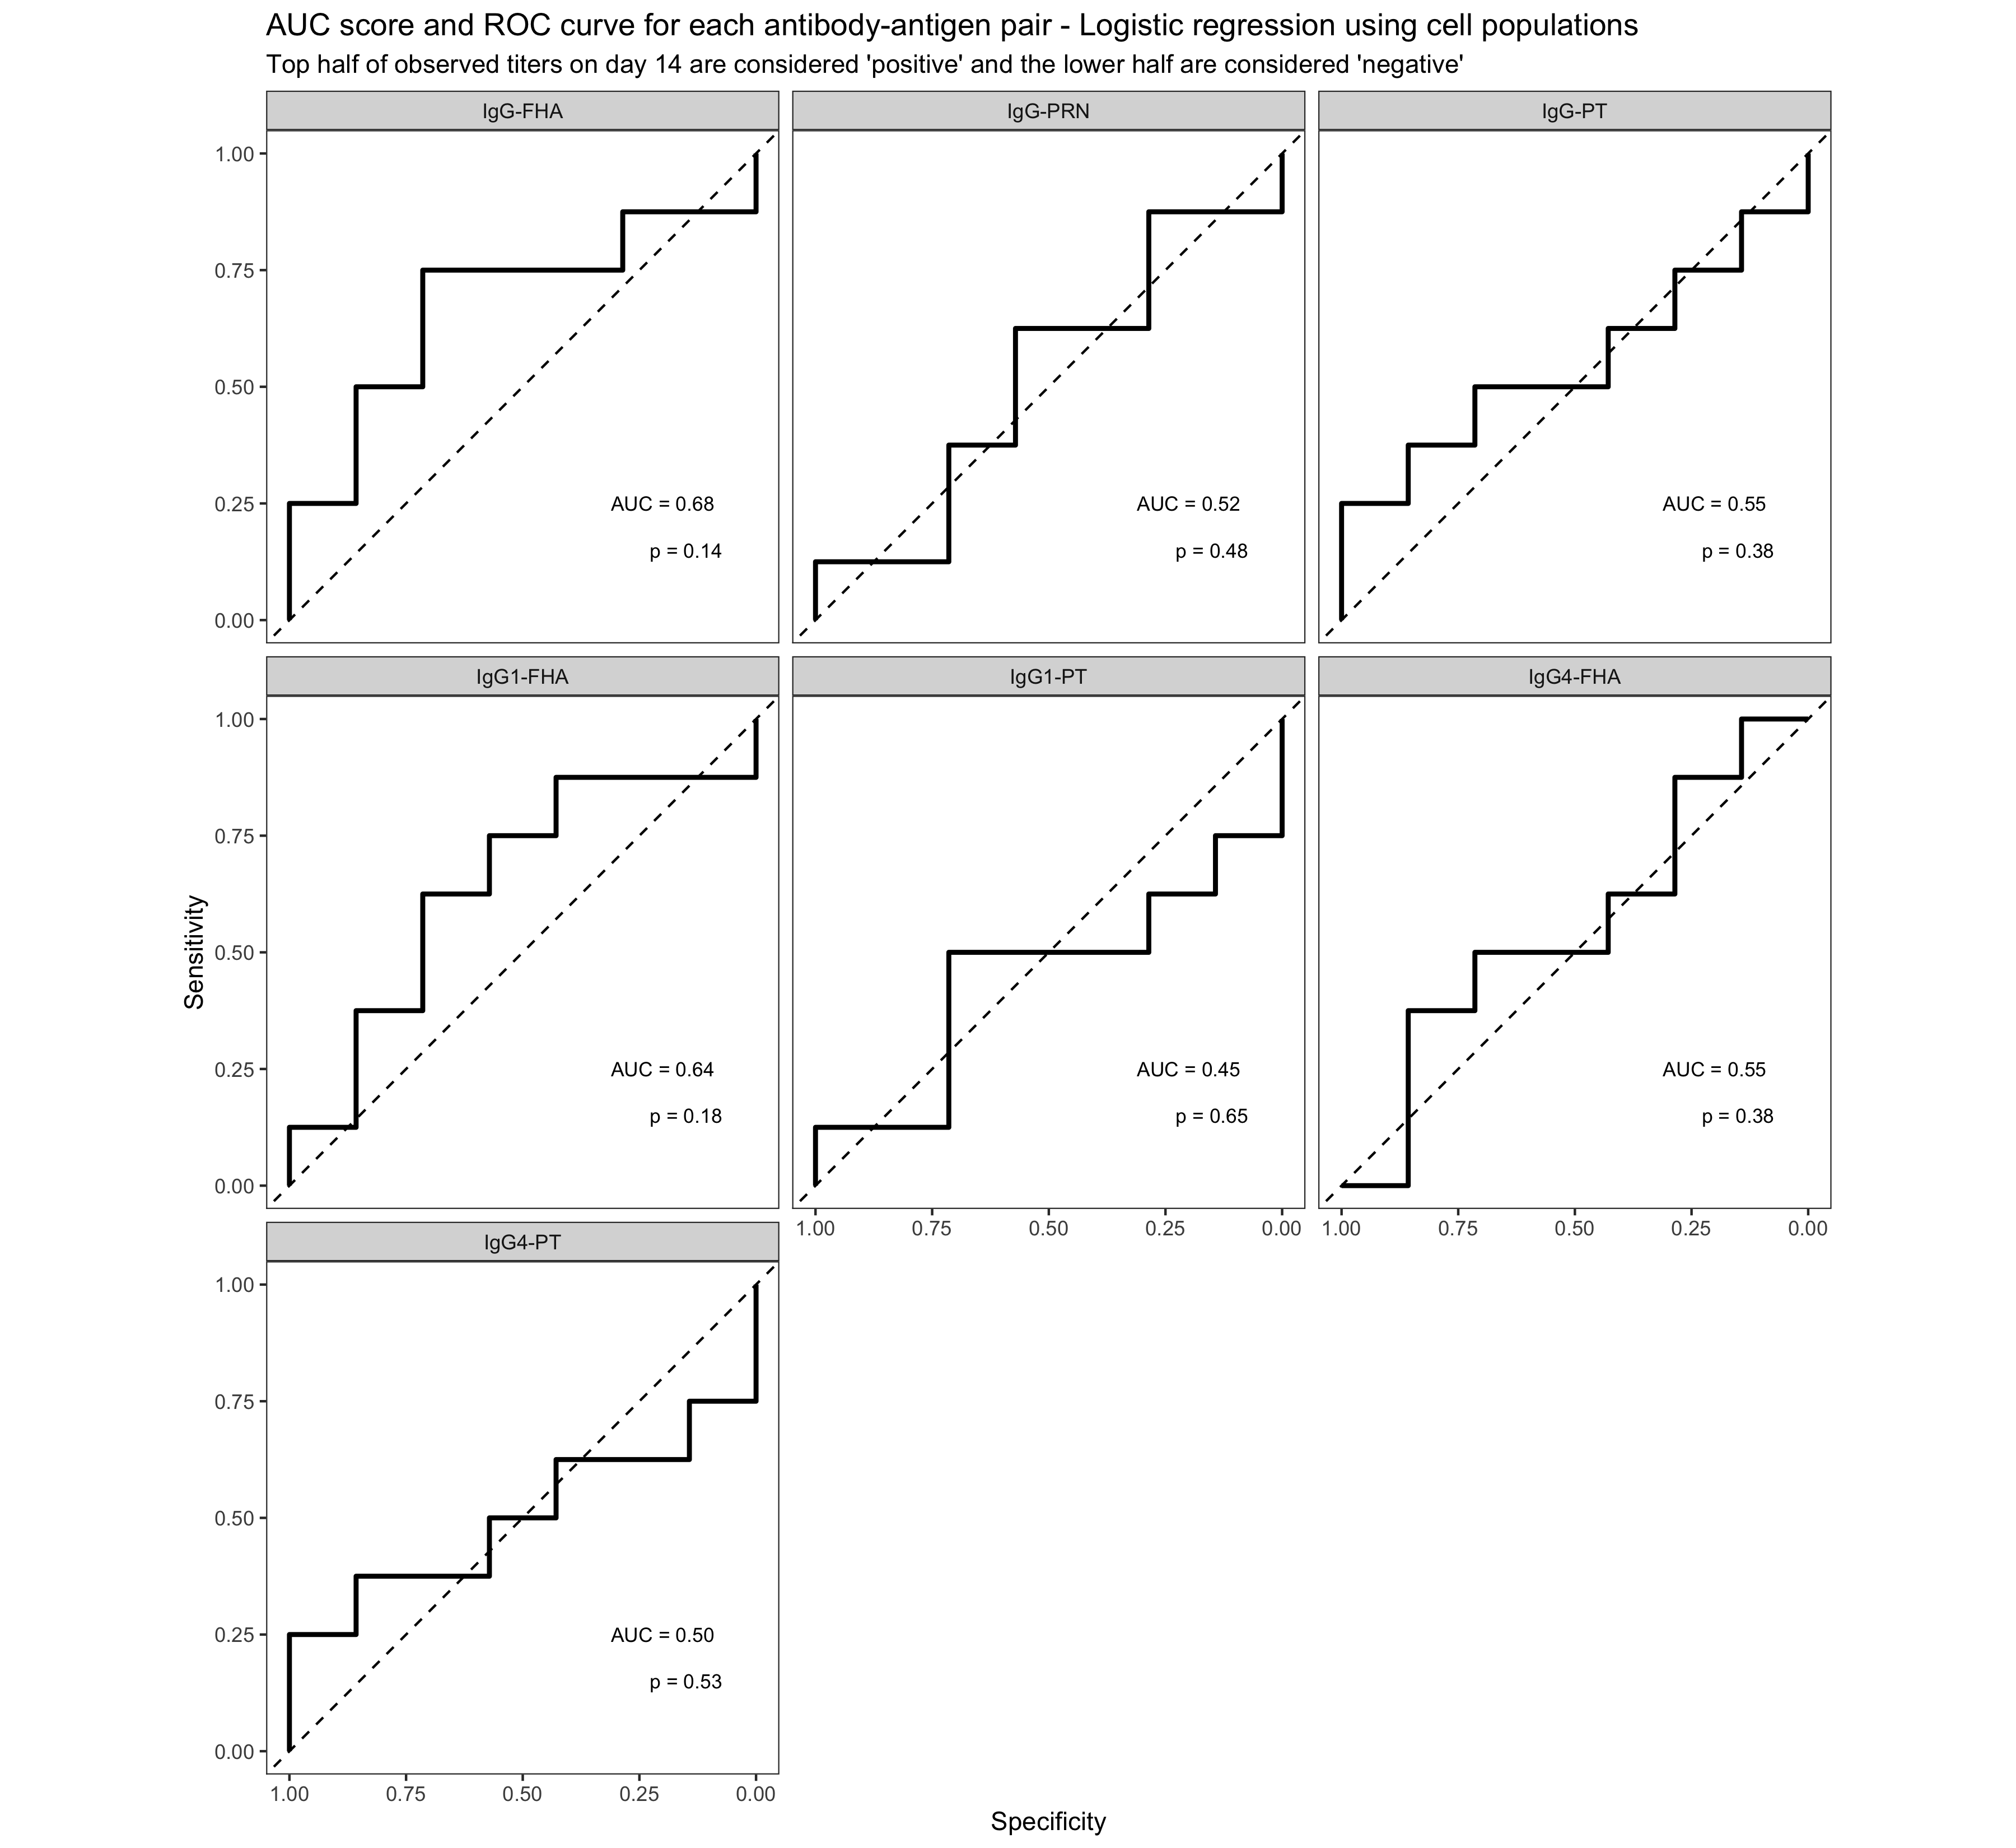 AUC score and ROC curve for each antibody-antigen pair - Logistic regression using cell populations
Top half of observed titers on day 14 are considered 'positive' and the lower half are considered 'negative'
IgG-FHA
IgG-PRN
IgG-PT
1.00
0.75
0.50
0.25
0.00
AUC = 0.68
p = 0.14
AUC = 0.52
p = 0.48
AUC = 0.55
p = 0.38
IgG1-FHA
IgG1-PT
IgG4-FHA
Sensitivity
1.00
0.75
0.50
0.25
0.00
AUC = 0.64
p = 0.18
AUC = 0.45
p = 0.65
AUC = 0.55
p = 0.38
1.00 0.75 0.50 0.25 0.00
1.00 0.75 0.50 0.25 0.00
IgG4-PT
1.00
0.75
0.50
0.25
0.00
AUC = 0.50
p = 0.53
1.00 0.75 0.50 0.25 0.00
Specificity